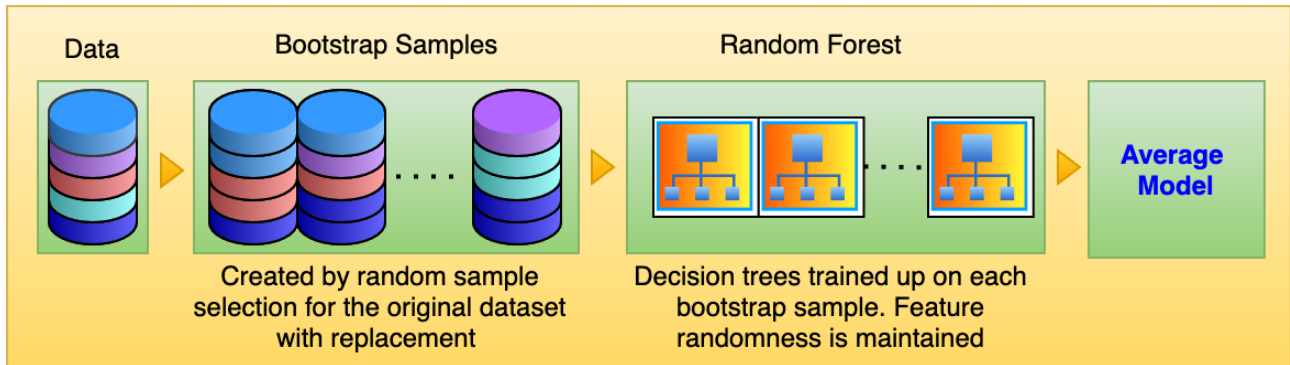 Data
Bootstrap Samples
Random Forest
Average
Model
Created by random sample
selection for the original dataset
with replacement
Decision trees trained up on each
bootstrap sample. Feature
randomness is maintained